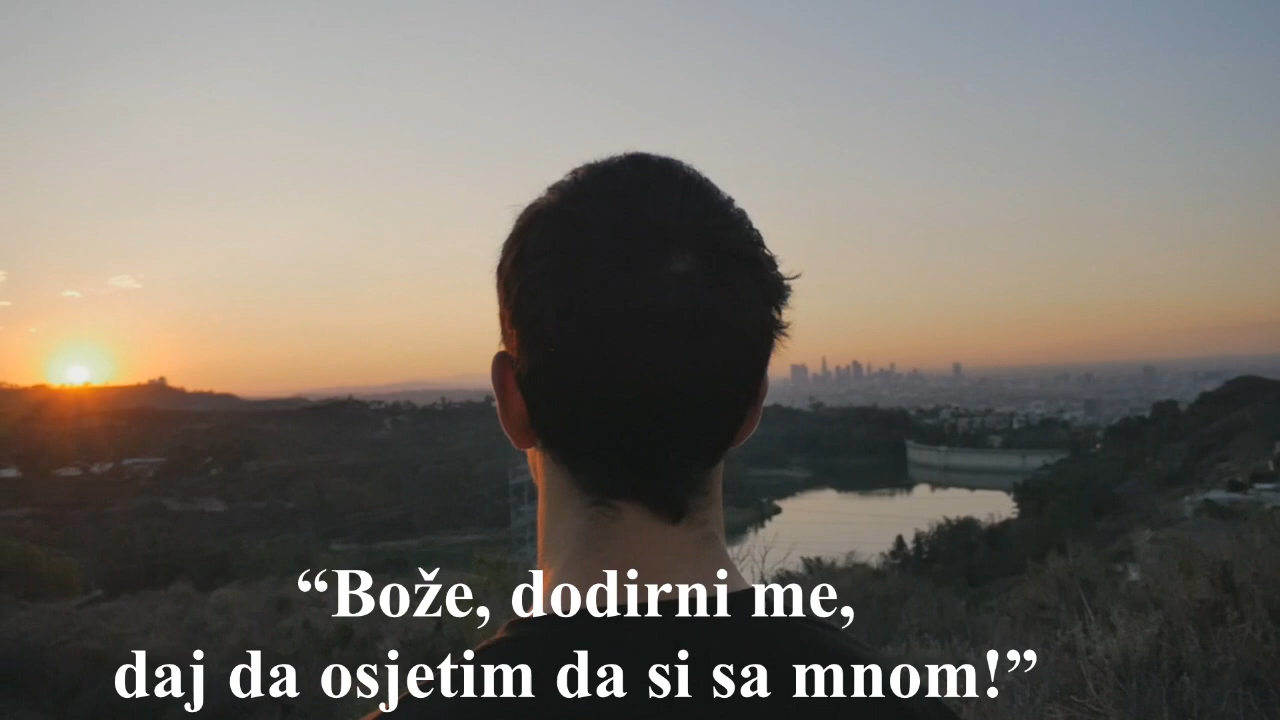 “Bože, dodirni me,
daj da osjetim da si sa mnom!”